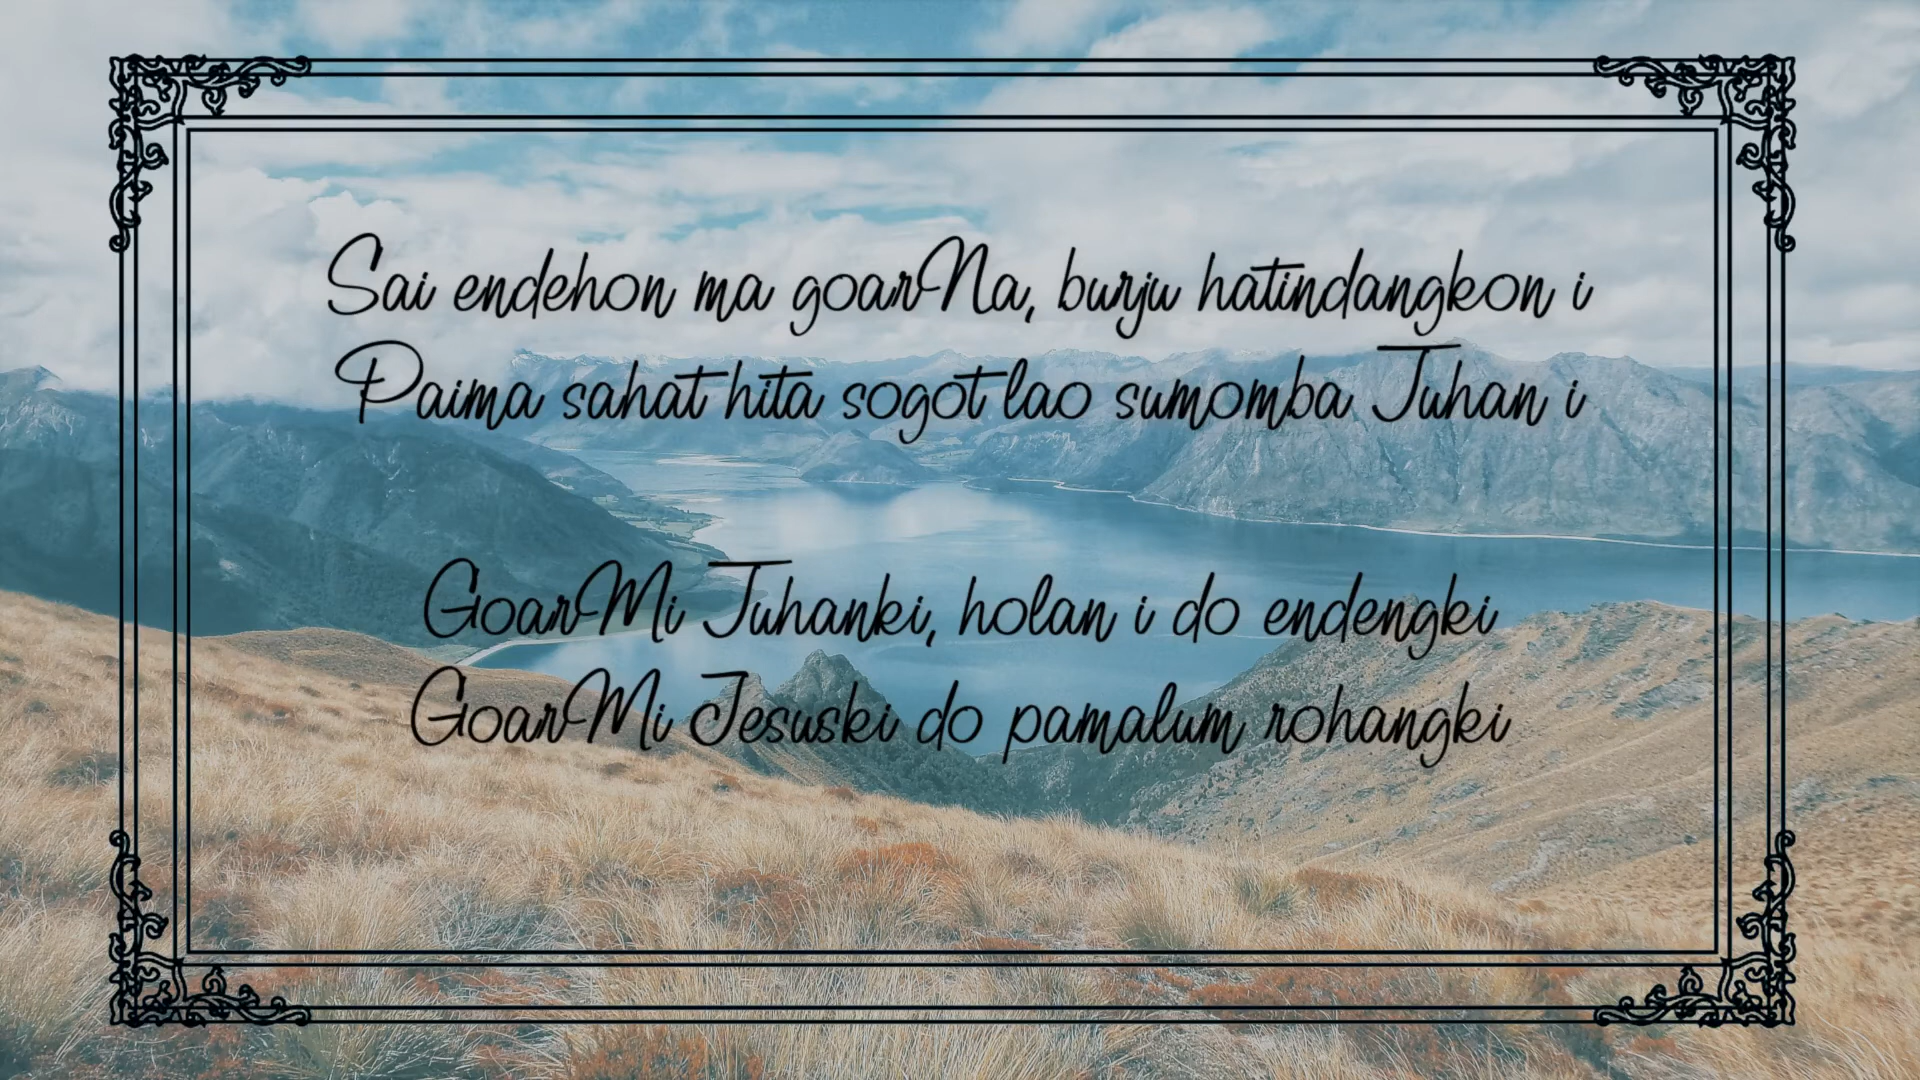 Sai endehon ma goarNa, burju hatindangkon i
Paima sahat hita sogot lao sumomba Tuhan i
GoarMi Tuhanki, holan i do endengki
GoarMi Jesuski do pamalum rohangki